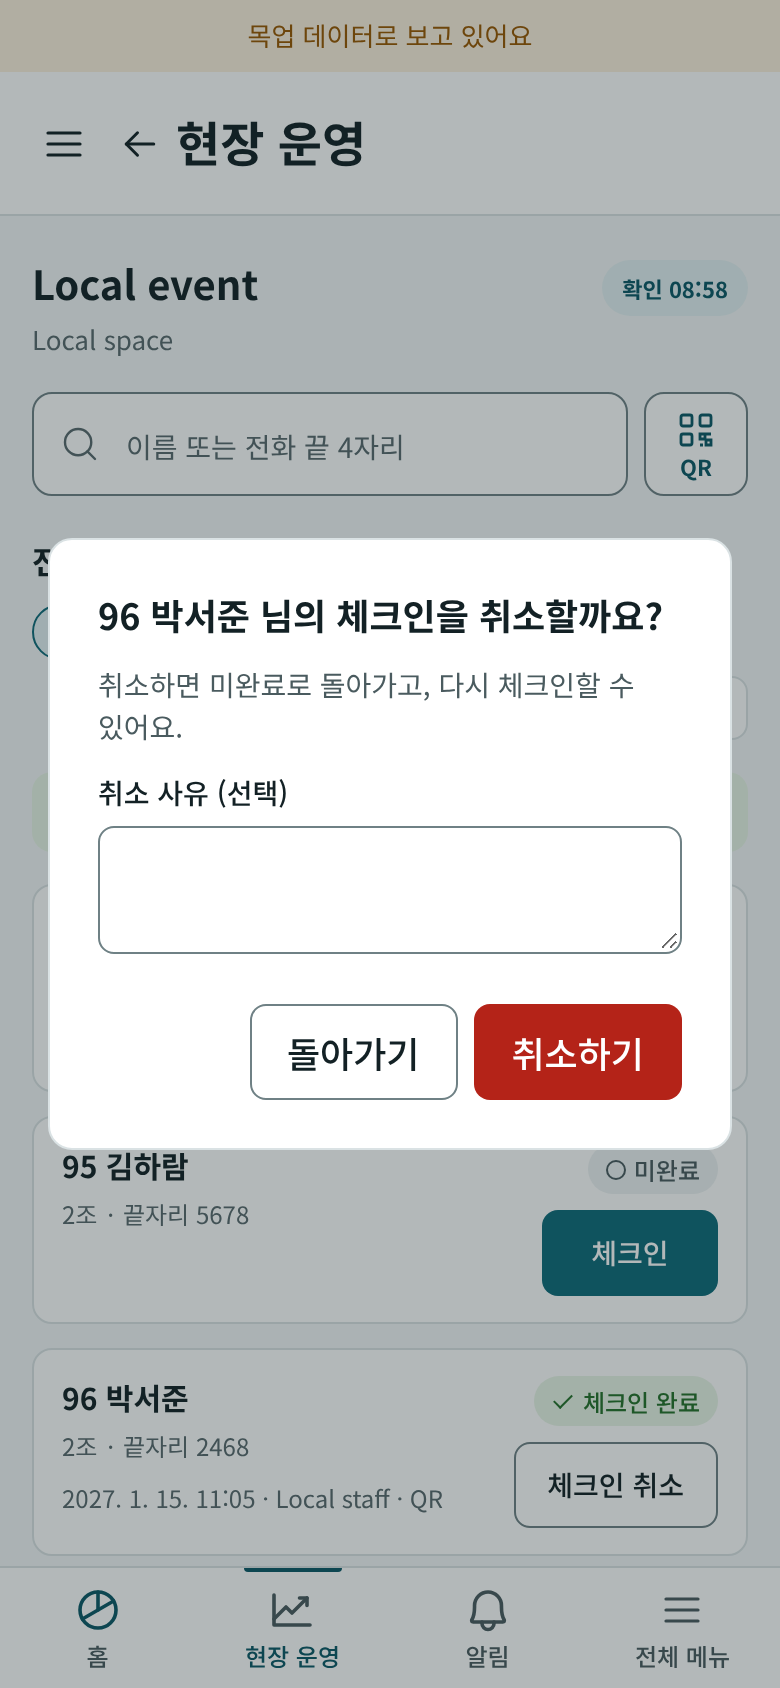 목업 데이터로 보고 있어요
현장 운영
Local event
확인 08:58
Local space
이름 또는 전화 끝 4자리
QR
96 박서준 님의 체크인을 취소할까요?
취소하면 미완료로 돌아가고, 다시 체크인할 수
있어요.
취소 사유 (선택)
돌아가기
취소하기
95 김하람
미완료
2조 · 끝자리 5678
체크인
96 박서준
체크인 완료
2조 · 끝자리 2468
체크인 취소
2027. 1. 15. 11:05 · Local staff · QR
홈
현장 운영
알림
전체 메뉴